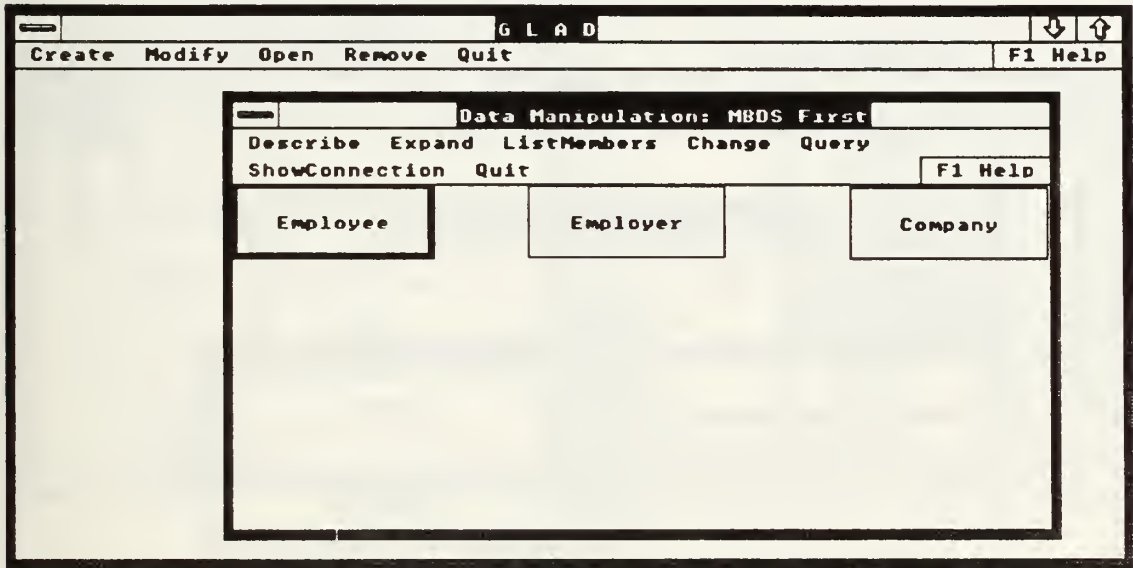 G L A D
Create Modify Open Remove Quit F1 Help
Data Manipulation: MBDS First
Describe Expand ListMembers Change Query
ShowConnection Quit F1 Help
Employee Employer Company